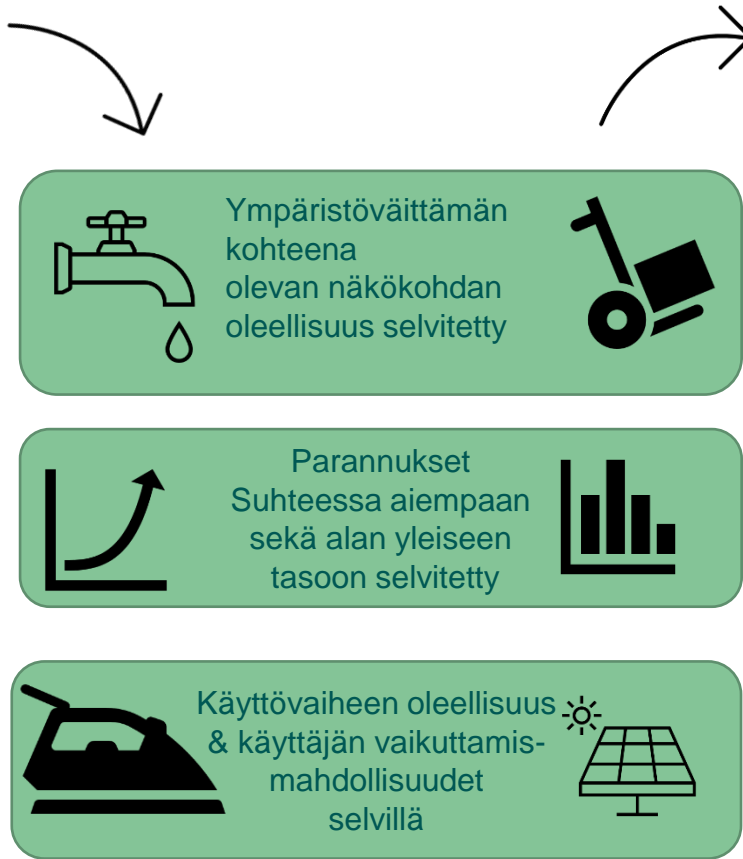 Ympäristöväittämän
kohteena
olevan näkökohdan
oleellisuus selvitetty
Parannukset
Suhteessa aiempaan
sekä alan yleiseen
tasoon selvitetty
Käyttövaiheen oleellisuus
& käyttäjän vaikuttamis-
mahdollisuudet
selvillä